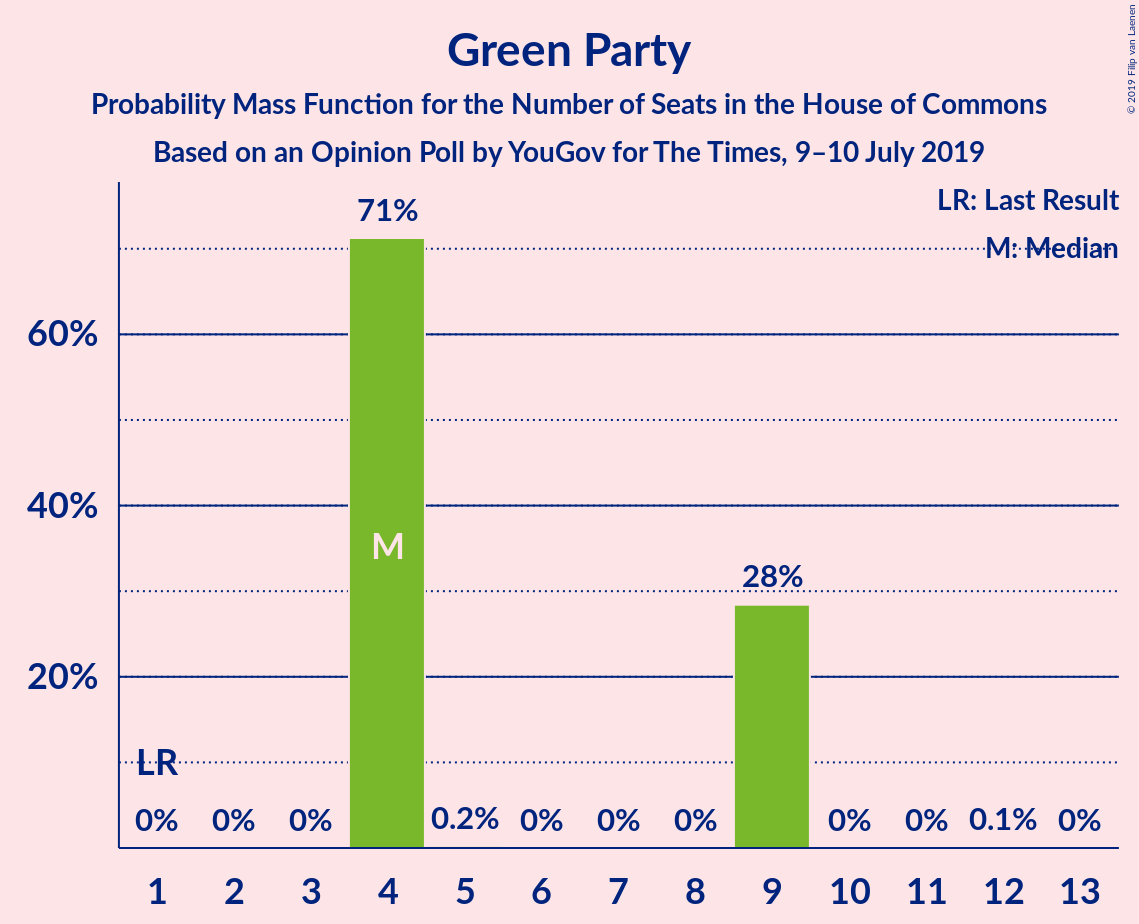 Green Party
Probability Mass Function for the Number of Seats in the House of Commons
Based on an Opinion Poll by YouGov for The Times, 9–10 July 2019
© 2019 Filip van Laenen
LR: Last Result
M: Median
71%
60%
40%
M
28%
20%
LR
0% 0% 0% 0.2% 0% 0% 0% 0% 0% 0.1% 0%
1 2 3 4 5 6 7 8 9 10 11 12 13